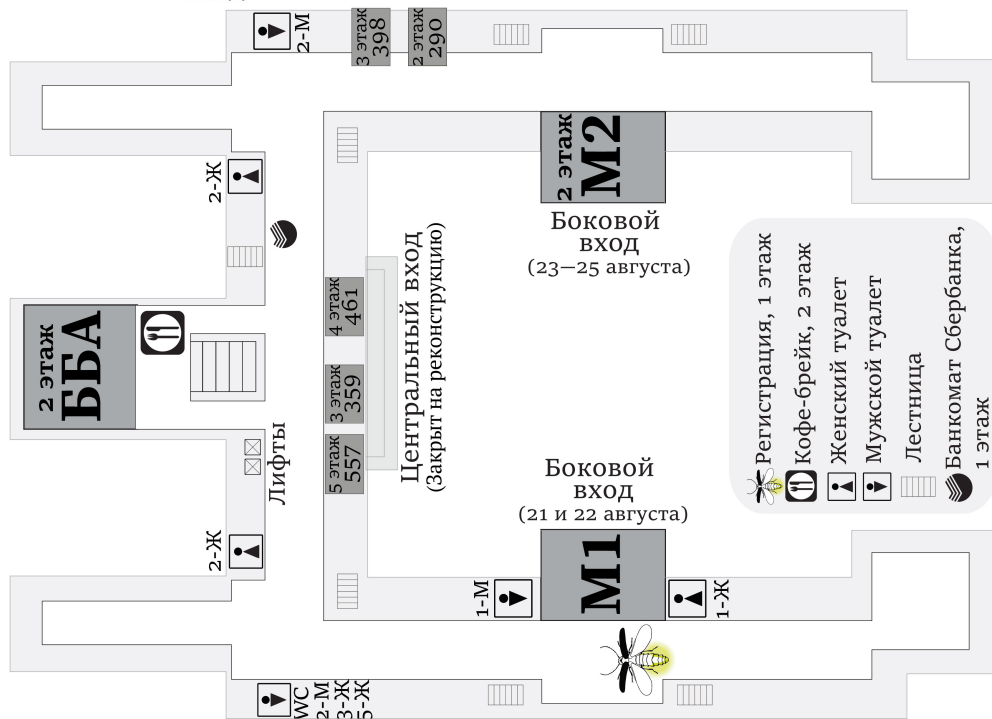 2-М
3 этаж
398
2 этаж
290
2-Ж
2 этаж
М2
Боковой
вход
(23—25 августа)
2 этаж
ББА
4 этаж
461
3 этаж
359
5 этаж
557
Центральный вход
(Закрыт на реконструкцию)
Лифты
2-Ж
Боковой
вход
(21 и 22 августа)
М1
1-М
1-Ж
WC
2-М
3-Ж
5-Ж
Регистрация, 1 этаж
Кофе-брейк, 2 этаж
Женский туалет
Мужской туалет
Лестница
Банкомат Сбербанка,
1 этаж